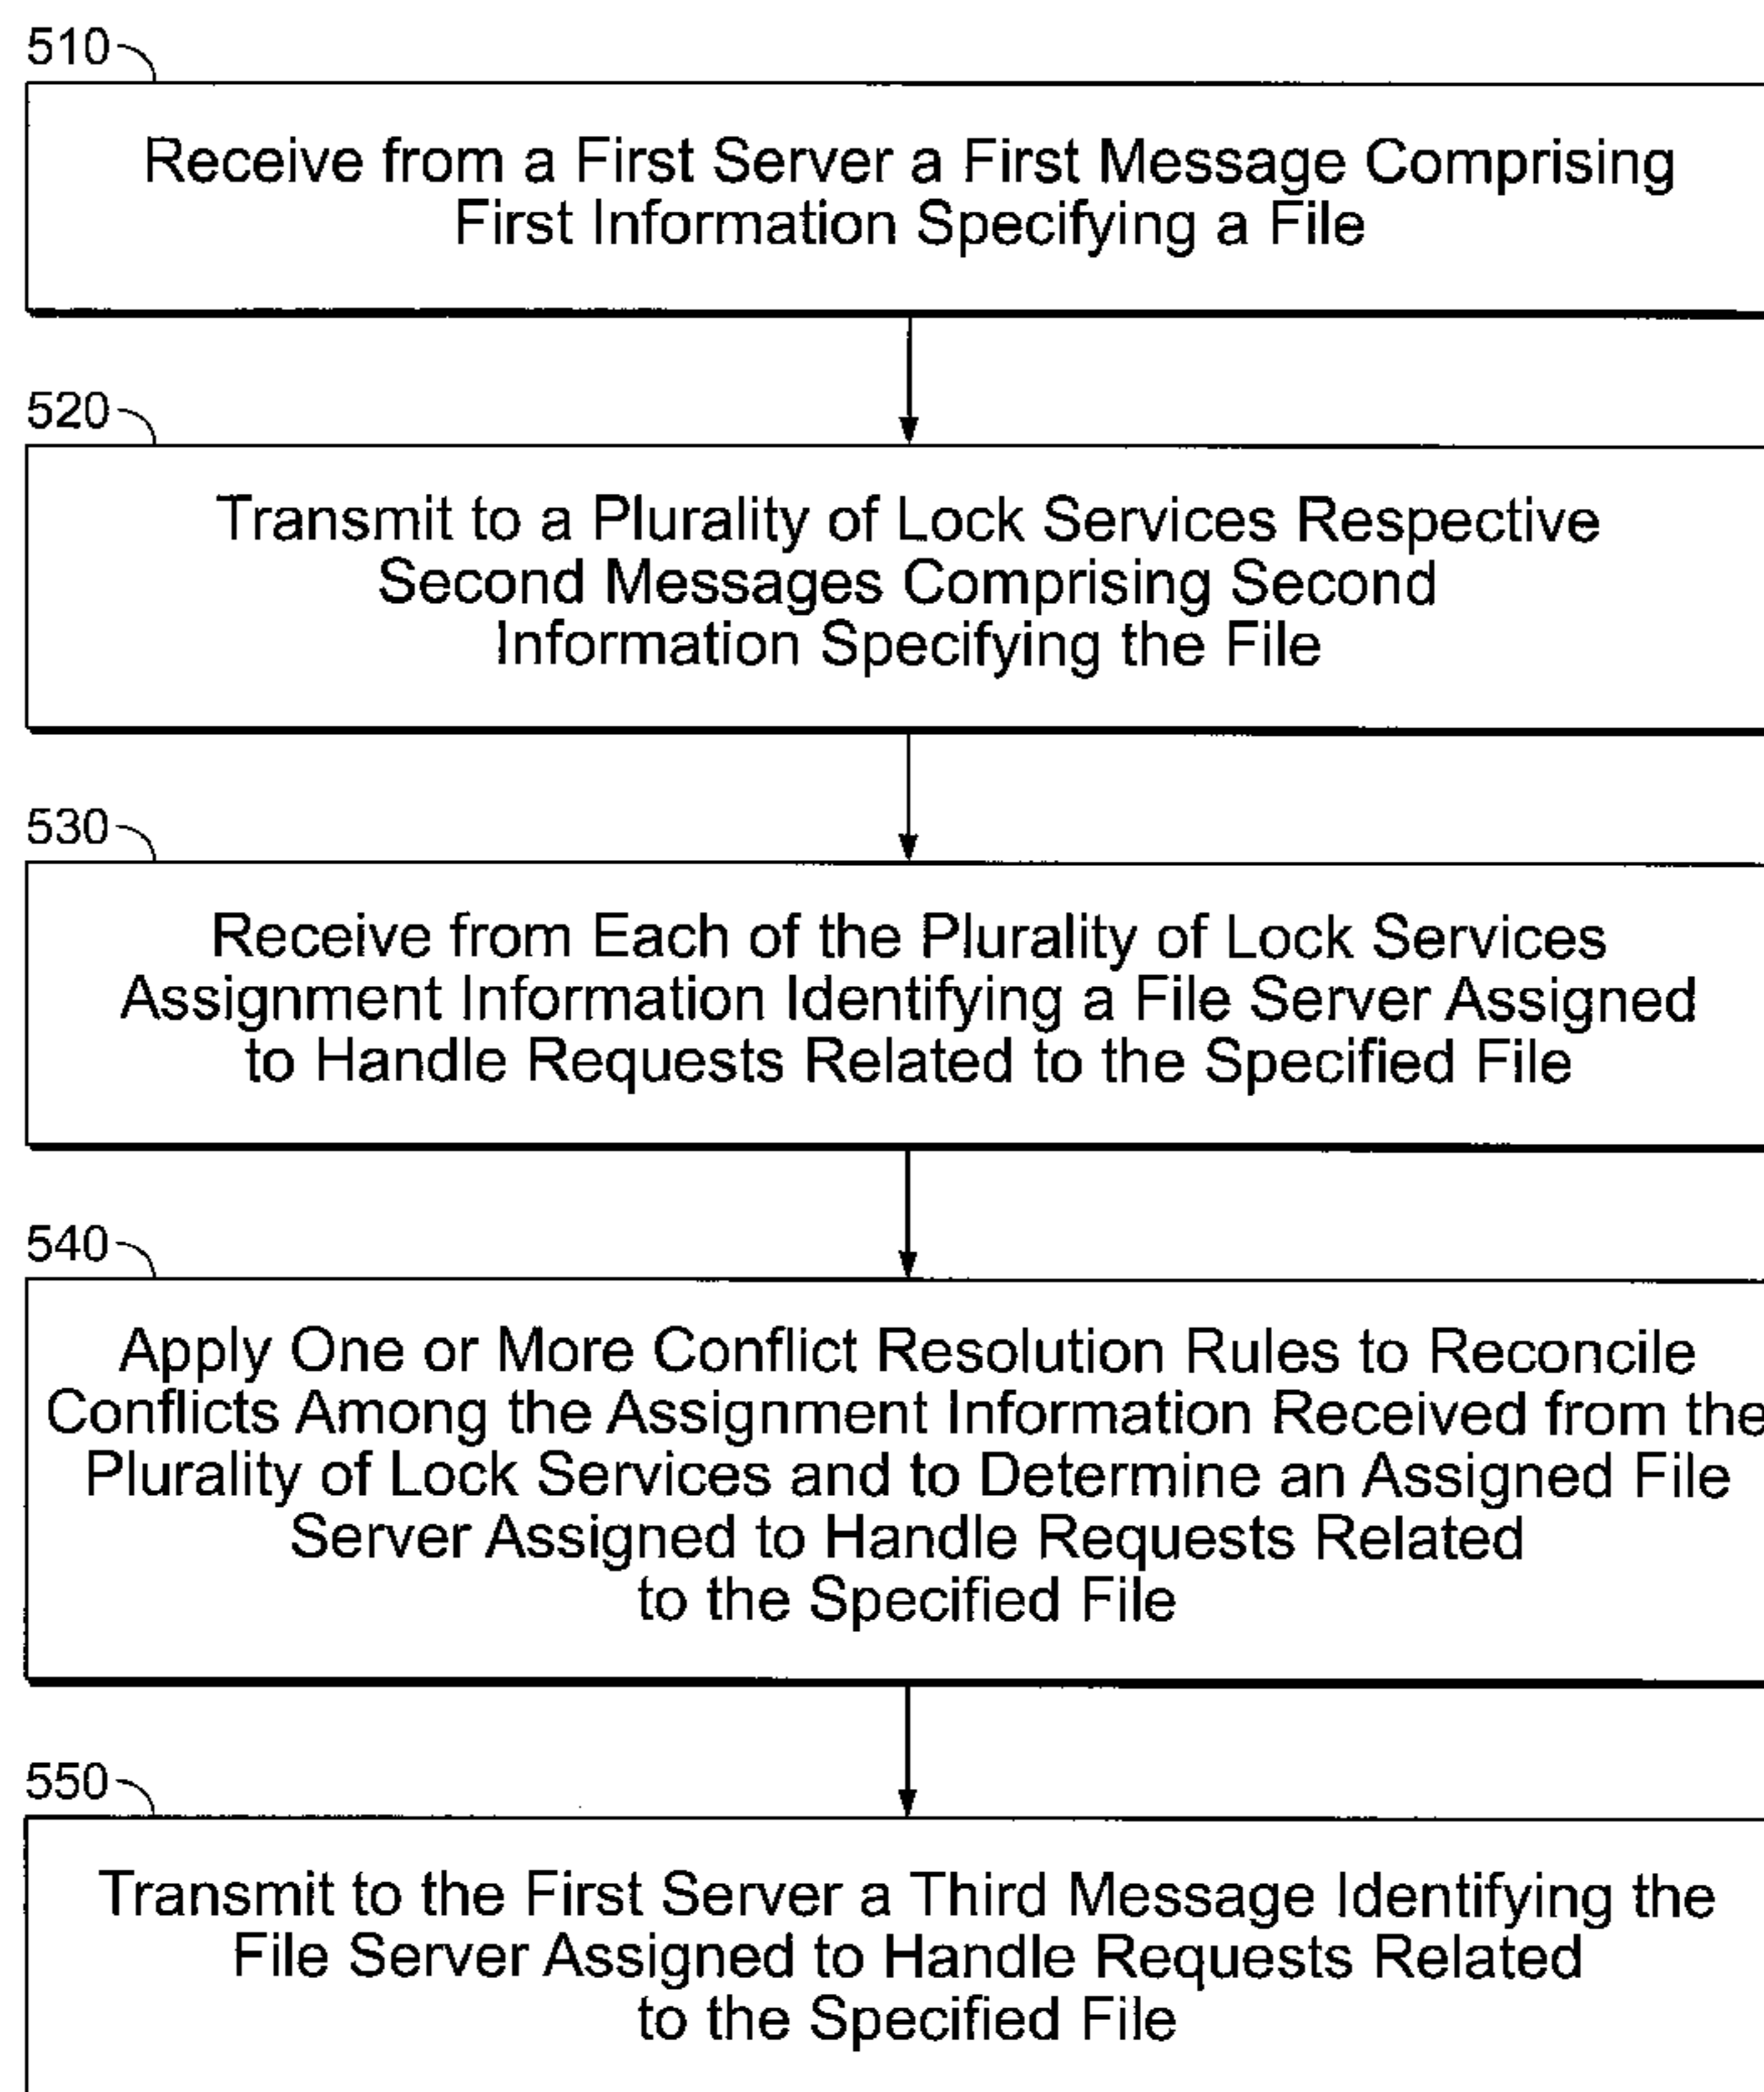 510
Receive from a First Server a First Message Comprising
First Information Specifying a File
520
Transmit to a Plurality of Lock Services Respective
Second Messages Comprising Second
Information Specifying the File
530
Receive from Each of the Plurality of Lock Services
Assignment Information Identifying a File Server Assigned
to Handle Requests Related to the Specified File
540
Apply One or More Conflict Resolution Rules to Reconcile
Conflicts Among the Assignment Information Received from the
Plurality of Lock Services and to Determine an Assigned File
Server Assigned to Handle Requests Related
to the Specified File
550
Transmit to the First Server a Third Message Identifying the
File Server Assigned to Handle Requests Related
to the Specified File